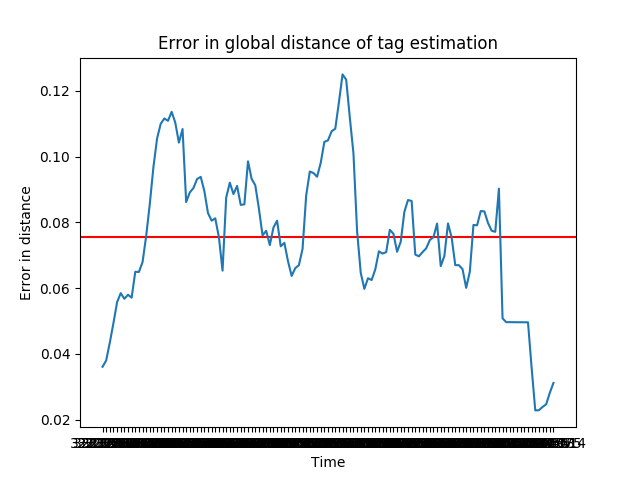 Error in global distance of tag estimation
0.12
0.10
0.08
0.06
0.04
0.02
Error in distance
Time